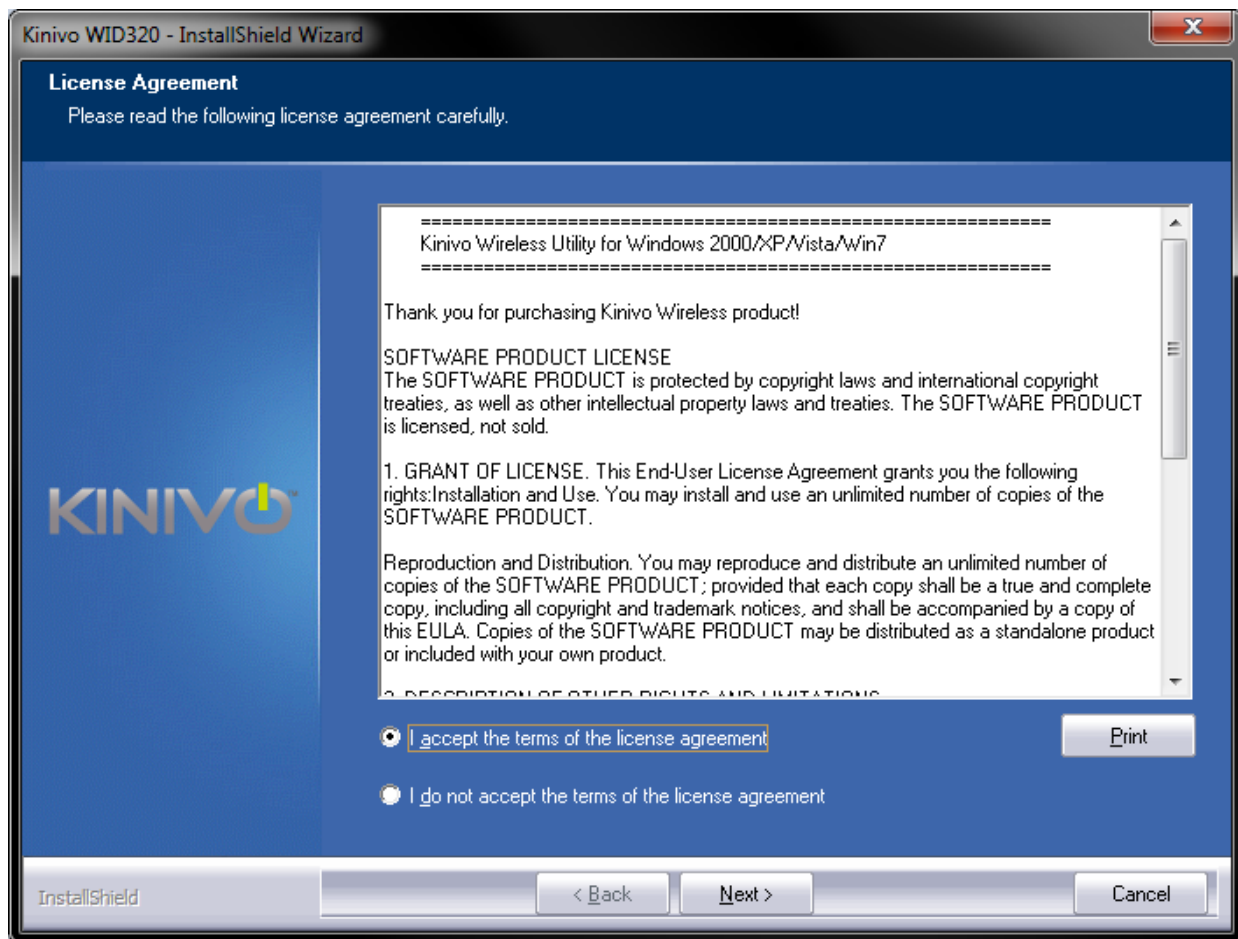 Kinivo WID320 - InstallShield Wizard
License Agreement
Please read the following license agreement carefully.
===========================================================
Kinivo Wireless Utility for Windows 2000/XP/Vista/Win7
===========================================================
Thank you for purchasing Kinivo Wireless product!
SOFTWARE PRODUCT LICENSE
The SOFTWARE PRODUCT is protected by copyright laws and international copyright
treaties, as well as other intellectual property laws and treaties. The SOFTWARE PRODUCT
is licensed, not sold.
1. GRANT OF LICENSE. This End-User License Agreement grants you the following
rights:Installation and Use. You may install and use an unlimited number of copies of the
SOFTWARE PRODUCT.
Reproduction and Distribution. You may reproduce and distribute an unlimited number of
copies of the SOFTWARE PRODUCT; provided that each copy shall be a true and complete
copy, including all copyright and trademark notices, and shall be accompanied by a copy of
this EULA. Copies of the SOFTWARE PRODUCT may be distributed as a standalone product
or included with your own product.
2. DESCRIPTION OF OTHER RIGHTS AND LIMITATIONS
KINIVO™
I accept the terms of the license agreement
Print
I do not accept the terms of the license agreement
InstallShield
< Back
Next >
Cancel